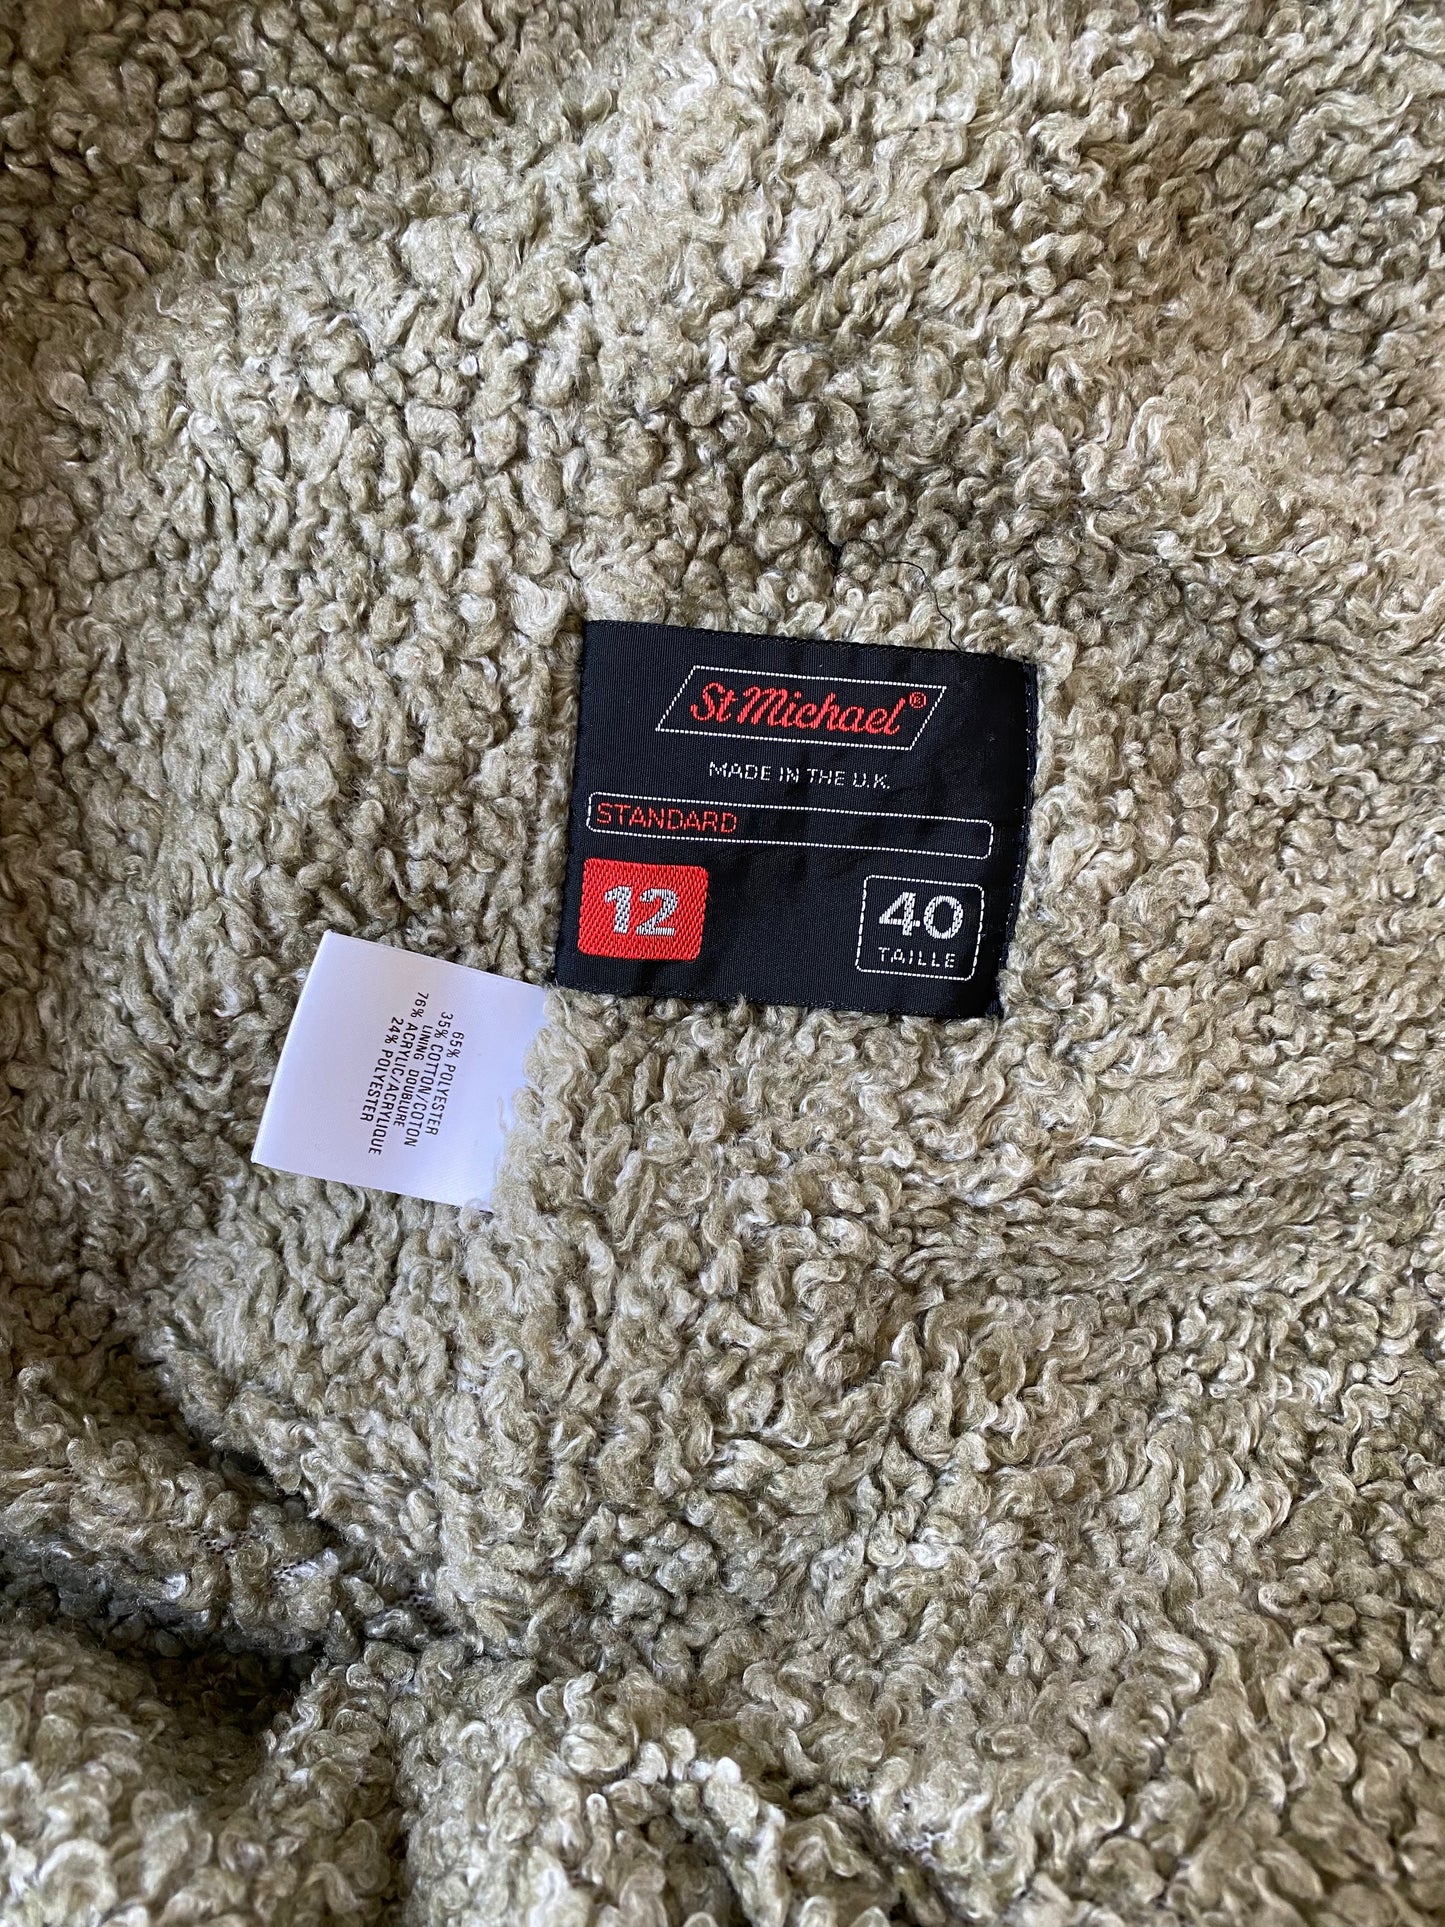 St Michael®
MADE IN THE U.K.
STANDARD
12
40
TAILLE
65% POLYESTER
35% COTTON/COTON
LINING DOUBLURE
76% ACRYLIC/ACRYLIQUE
24% POLYESTER